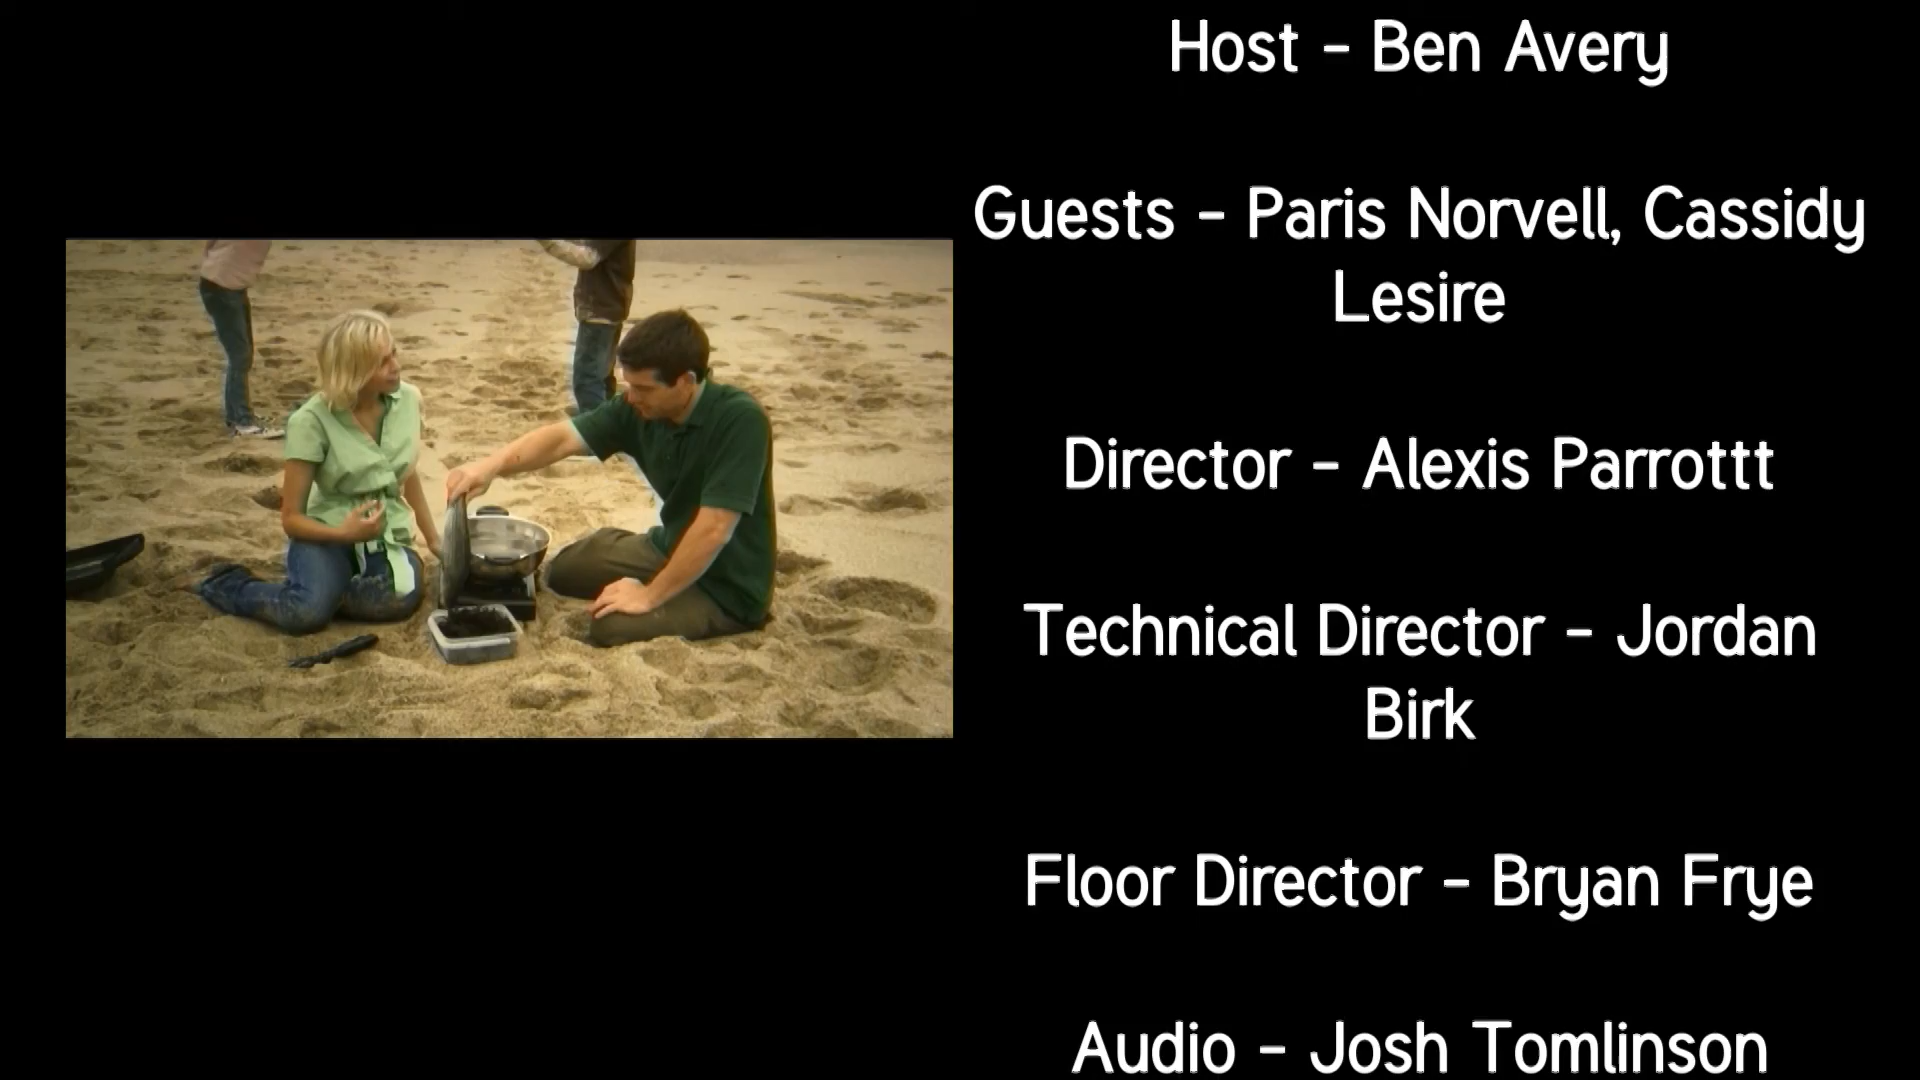 Host - Ben Avery
Guests - Paris Norvell, Cassidy
Lesire
Director - Alexis Parrottt
Technical Director - Jordan
Birk
Floor Director - Bryan Frye
Audio - Josh Tomlinson